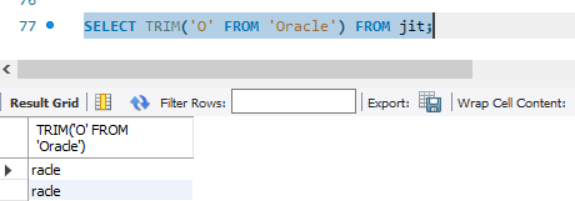 76
77 SELECT TRIM('O' FROM 'Oracle') FROM jit;
Result Grid Filter Rows: Export: Wrap Cell Content:
TRIM('O' FROM
'Oracle')
racle
racle